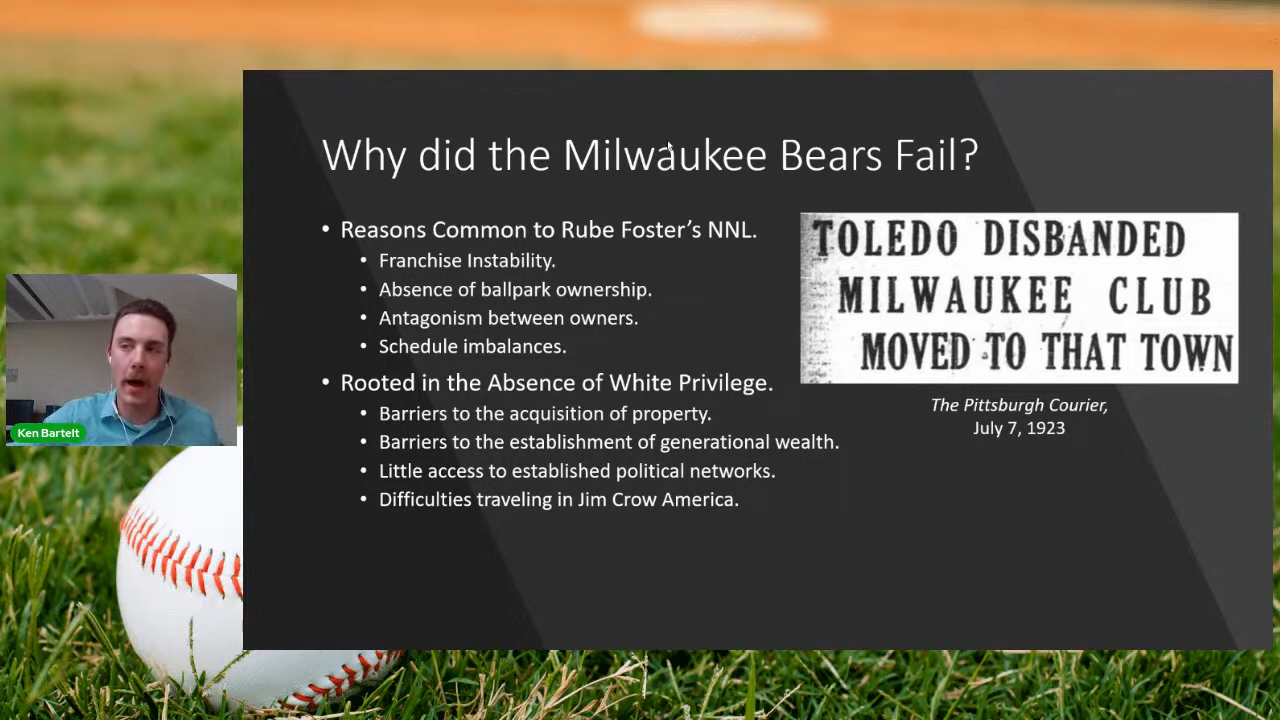 Why did the Milwaukee Bears Fail?
• Reasons Common to Rube Foster's NNL.
• Franchise Instability.
• Absence of ballpark ownership.
• Antagonism between owners.
• Schedule imbalances.
• Rooted in the Absence of White Privilege.
• Barriers to the acquisition of property.
• Barriers to the establishment of generational wealth.
• Little access to established political networks.
• Difficulties traveling in Jim Crow America.
TOLEDO DISBANDED
MILWAUKEE CLUB
MOVED TO THAT TOWN
The Pittsburgh Courier,
July 7, 1923
Ken Bartelt